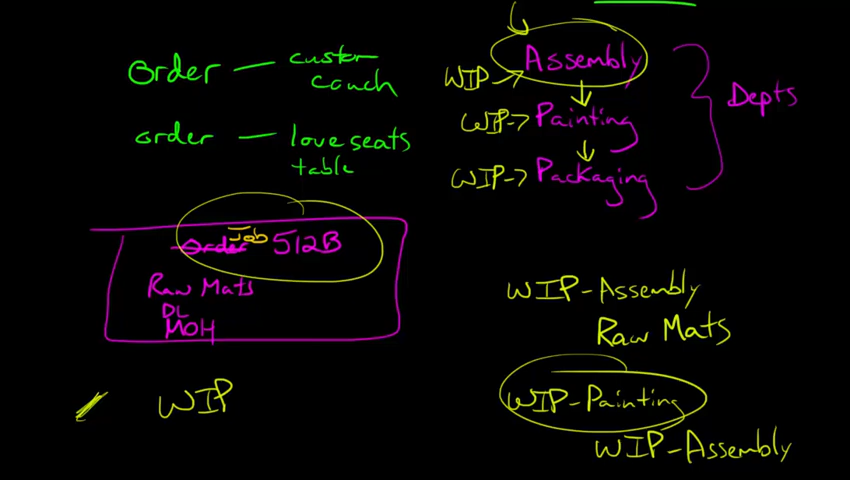 Order — custom
couch
order — love seats
table
Order Job 512B
Raw Mats
DL
MOH
WIP
Assembly
WIP
WIP Painting
WIP Packaging
Depts
WIP-Assembly
Raw Mats
WIP-Painting
WIP-Assembly